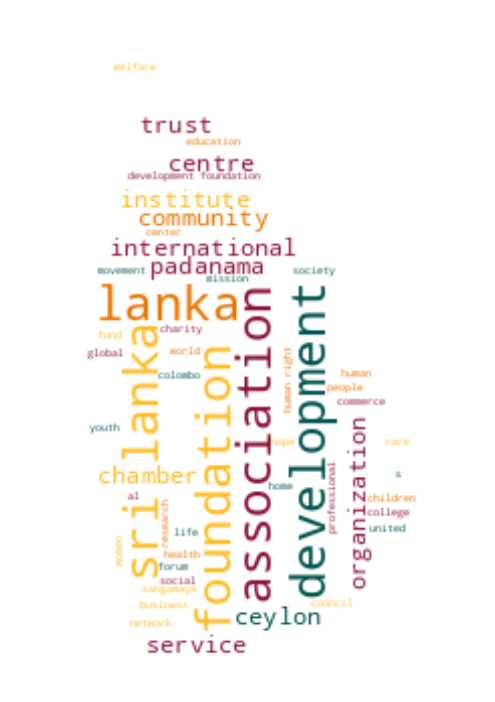 welfare
trust
education
centre
development foundation
institute
community
center
international
padanama
movement
society
mission
lanka
association
development
sri lanka
foundation
fund
charity
global
world
colombo
human right
human
people
commerce
youth
organization
hope
care
chamber
professional
s
home
al
children
research
college
life
united
women
health
forum
social
sangamaya
business
council
ceylon
network
service